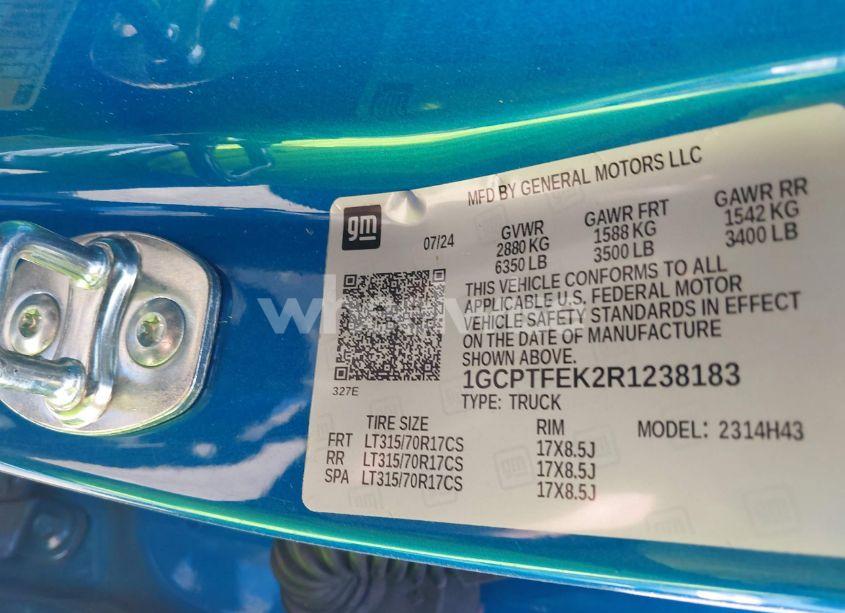 MFD BY GENERAL MOTORS LLC
gm
07/24
GVWR
2880 KG
6350 LB
GAWR FRT
1588 KG
3500 LB
GAWR RR
1542 KG
3400 LB
THIS VEHICLE CONFORMS TO ALL
APPLICABLE U.S. FEDERAL MOTOR
VEHICLE SAFETY STANDARDS IN EFFECT
ON THE DATE OF MANUFACTURE
SHOWN ABOVE.
1GCPTFEK2R1238183
TYPE: TRUCK
327E
MODEL: 2314H43
TIRE SIZE RIM
FRT LT315/70R17CS 17X8.5J
RR LT315/70R17CS 17X8.5J
SPA LT315/70R17CS 17X8.5J